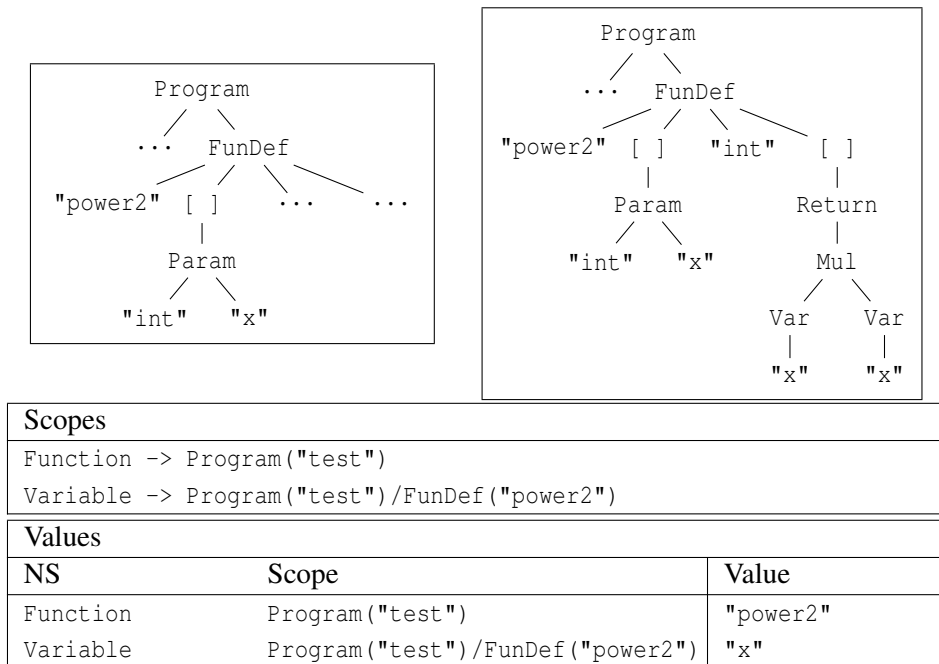 Program
··· FunDef
"power2" [ ] ··· ···
Param
"int" "x"
Program
··· FunDef
"power2" [ ] "int" [ ]
Param Return
"int" "x" Mul
Var Var
"x" "x"
Scopes
Function -> Program("test")
Variable -> Program("test")/FunDef("power2")
Values
NS Scope Value
Function Program("test") "power2"
Variable Program("test")/FunDef("power2") "x"